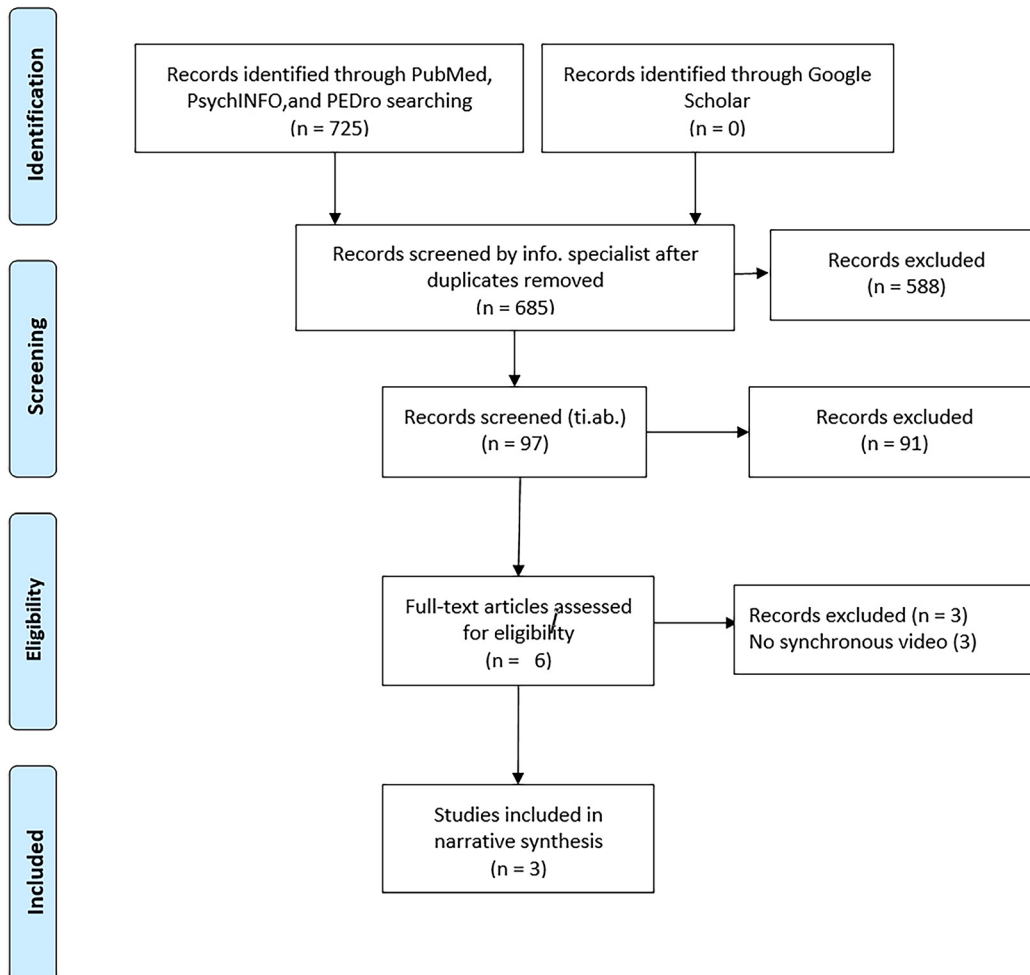 Identification
Records identified through PubMed,
PsychINFO,and PEDro searching
(n = 725)
Records identified through Google
Scholar
(n = 0)
Records screened by info. specialist after
duplicates removed
(n = 685)
Records excluded
(n = 588)
Screening
Records screened (ti.ab.)
(n = 97)
Records excluded
(n = 91)
Eligibility
Full-text articles assessed
for eligibility
(n = 6)
Records excluded (n = 3)
No synchronous video (3)
Included
Studies included in
narrative synthesis
(n = 3)